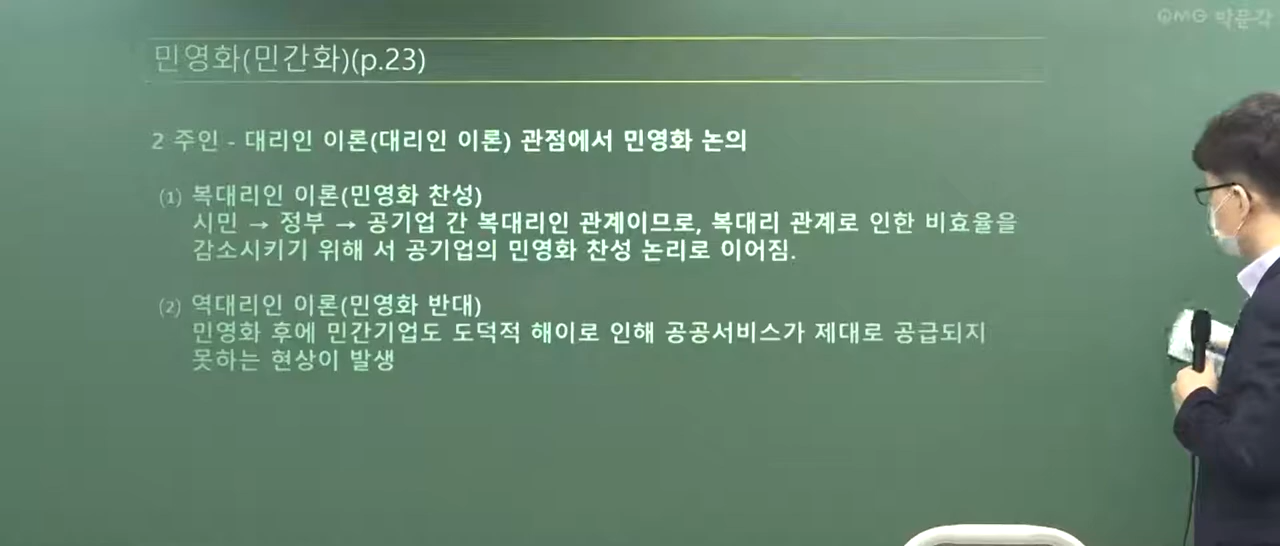 @MG 박문각
민영화(민간화)(p.23)
2 주인 - 대리인 이론(대리인 이론) 관점에서 민영화 논의
(1) 복대리인 이론(민영화 찬성)
시민 → 정부 → 공기업 간 복대리인 관계이므로, 복대리 관계로 인한 비효율을
감소시키기 위해 서 공기업의 민영화 찬성 논리로 이어짐.
(2) 역대리인 이론(민영화 반대)
민영화 후에 민간기업도 도덕적 해이로 인해 공공서비스가 제대로 공급되지
못하는 현상이 발생